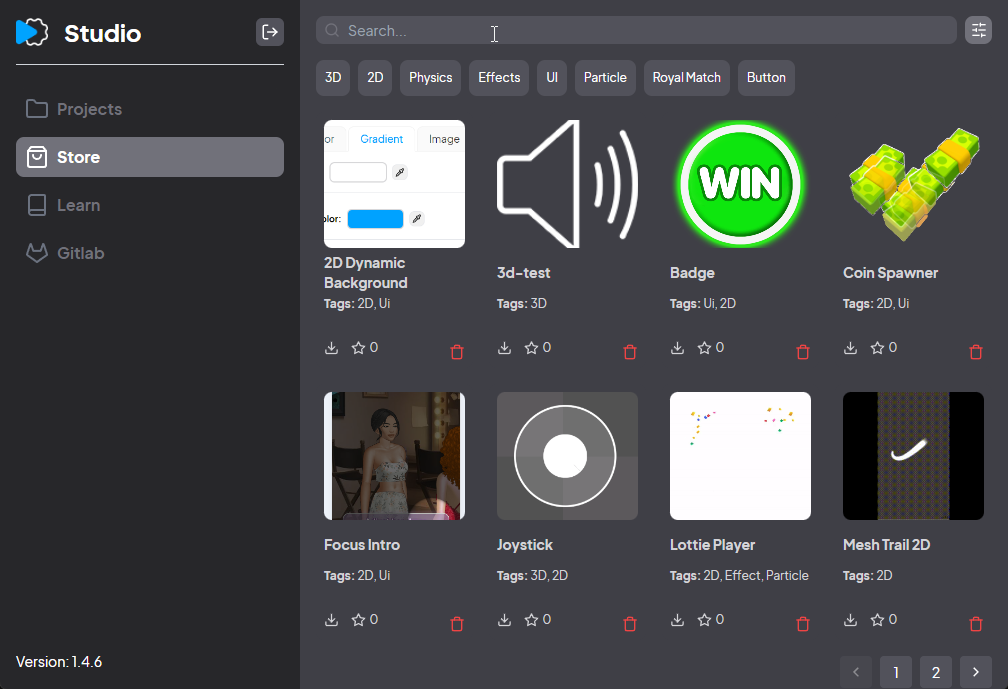 Studio
Projects
Store
Learn
Gitlab
Version: 1.4.6
Search...
3D
2D
Physics
Effects
UI
Particle
Royal Match
Button
or
Gradient
Image
olor:
2D Dynamic
Background
Tags: 2D, Ui
0
3d-test
Tags: 3D
0
WIN
Badge
Tags: Ui, 2D
0
Coin Spawner
Tags: 2D, Ui
0
Focus Intro
Tags: 2D, Ui
0
Joystick
Tags: 3D, 2D
0
Lottie Player
Tags: 2D, Effect, Particle
0
Mesh Trail 2D
Tags: 2D
0
1
2